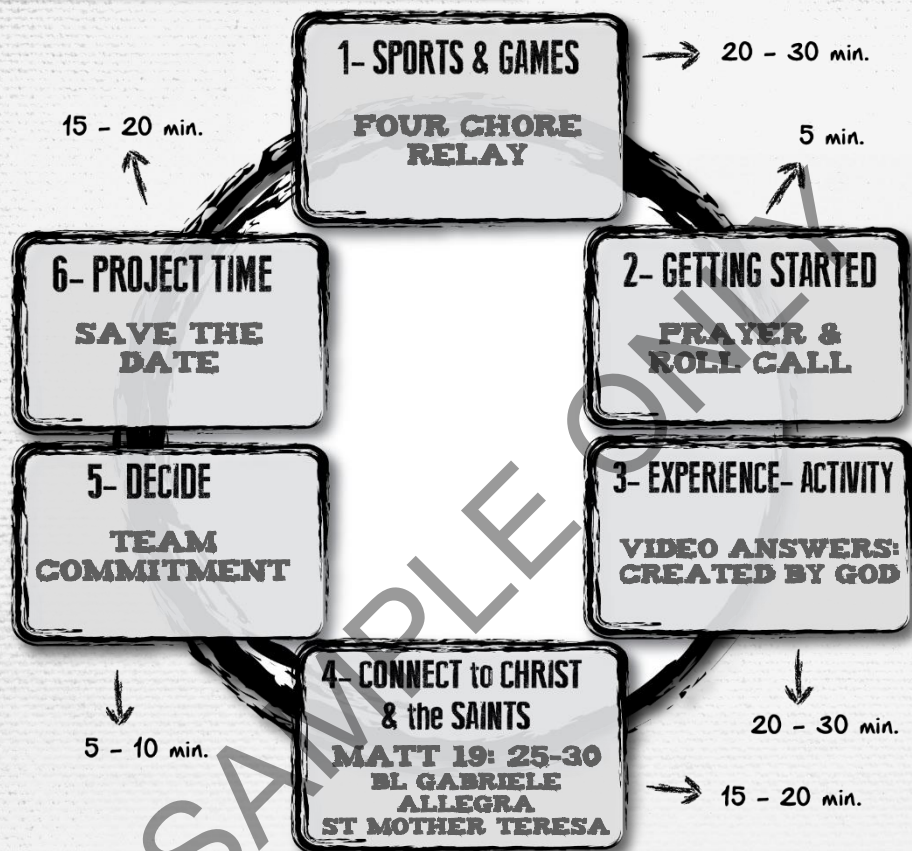 1- SPORTS & GAMES
FOUR CHORE
RELAY
20 - 30 min.
5 min.
2- GETTING STARTED
PRAYER &
ROLL CALL
3- EXPERIENCE- ACTIVITY
VIDEO ANSWERS:
CREATED BY GOD
20 - 30 min.
4- CONNECT to CHRIST
& the SAINTS
MATT 19: 25-30
BL GABRIELE
ALLEGRA
ST MOTHER TERESA
15 - 20 min.
5- DECIDE
TEAM
COMMITMENT
5 - 10 min.
6- PROJECT TIME
SAVE THE
DATE
15 - 20 min.
SAMPLE ONLY